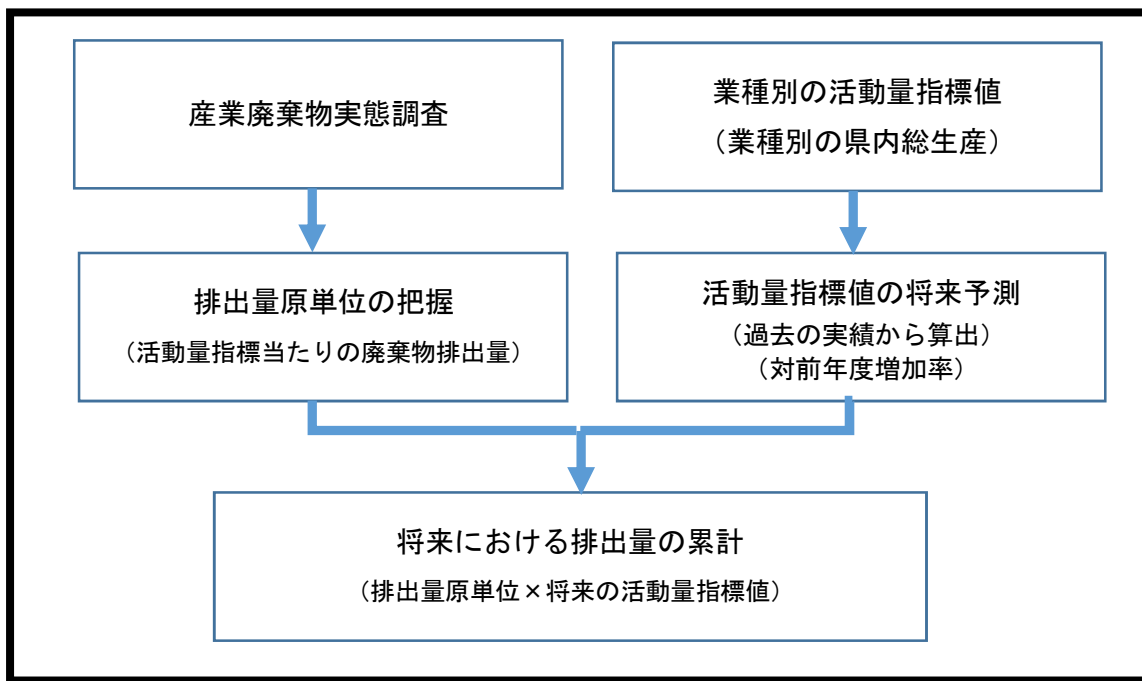 産業廃棄物実態調査
業種別の活動量指標値
（業種別の県内総生産）
排出量原単位の把握
（活動量指標当たりの廃棄物排出量）
活動量指標値の将来予測
（過去の実績から算出）
（対前年度増加率）
将来における排出量の累計
（排出量原単位×将来の活動量指標値）